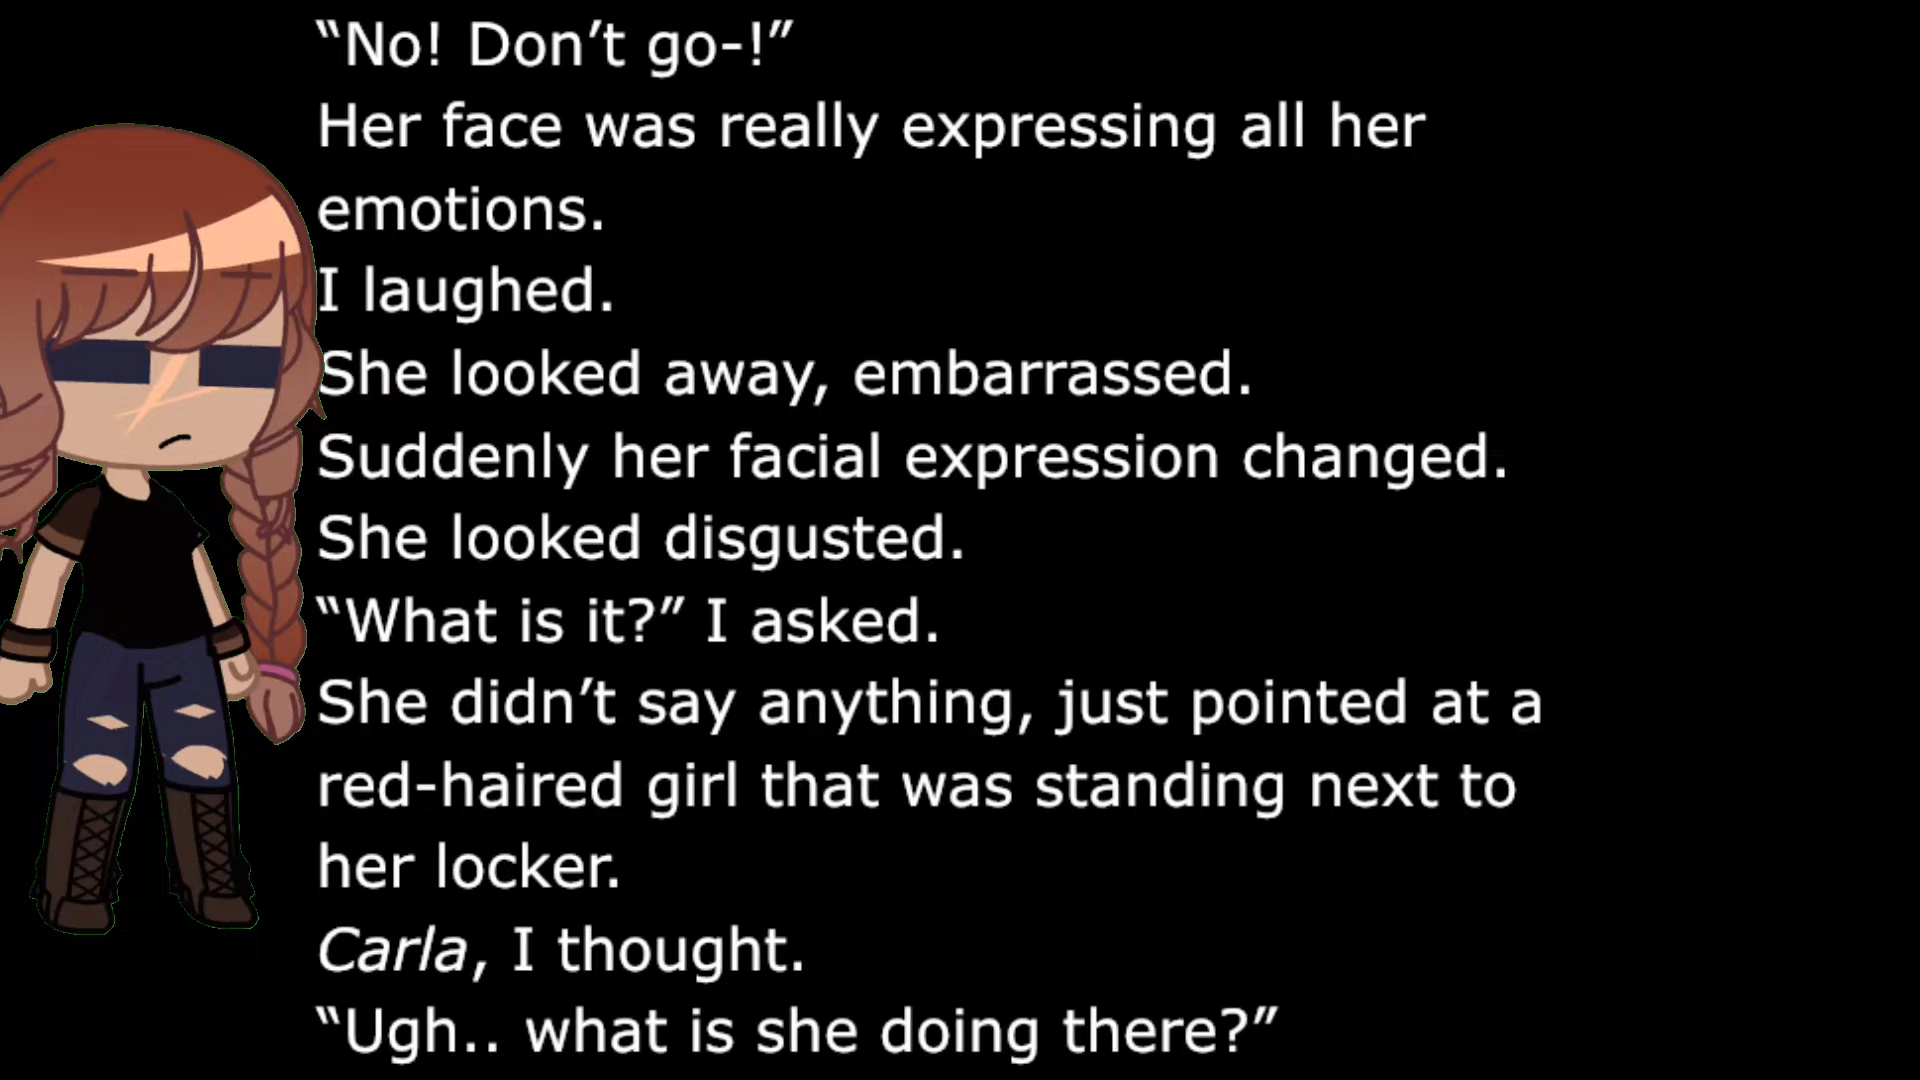 “No! Don’t go-!”
Her face was really expressing all her
emotions.
I laughed.
She looked away, embarrassed.
Suddenly her facial expression changed.
She looked disgusted.
“What is it?” I asked.
She didn’t say anything, just pointed at a
red-haired girl that was standing next to
her locker.
Carla, I thought.
“Ugh.. what is she doing there?”